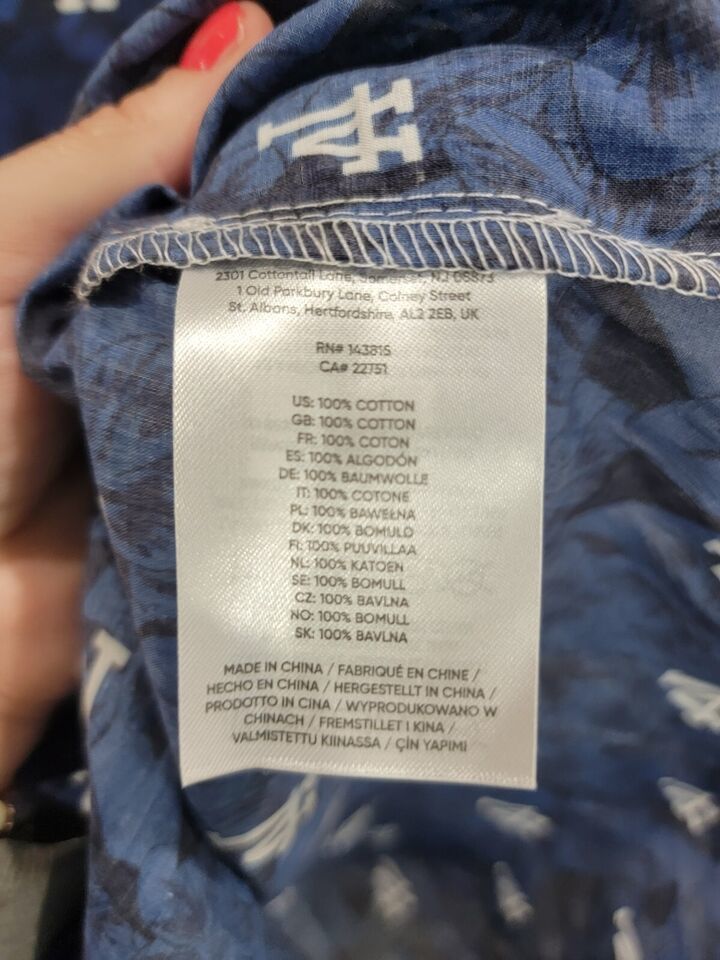 LA
2301 Cottontail Lane, Somerset, NJ 08873
1 Old Parkbury Lane, Colney Street
St. Albans, Hertfordshire, AL2 2EB, UK
RN# 143815
CA# 22751
US: 100% COTTON
GB: 100% COTTON
FR: 100% COTON
ES: 100% ALGODÓN
DE: 100% BAUMWOLLE
IT: 100% COTONE
PL: 100% BAWEŁNA
DK: 100% BOMULD
FI: 100% PUUVILLAA
NL: 100% KATOEN
SE: 100% BOMULL
CZ: 100% BAVLNA
NO: 100% BOMULL
SK: 100% BAVLNA
MADE IN CHINA / FABRIQUÉ EN CHINE /
HECHO EN CHINA / HERGESTELLT IN CHINA /
PRODOTTO IN CINA / WYPRODUKOWANO W
CHINACH / FREMSTILLET I KINA /
VALMISTETTU KIINASSA / ÇİN YAPIMI